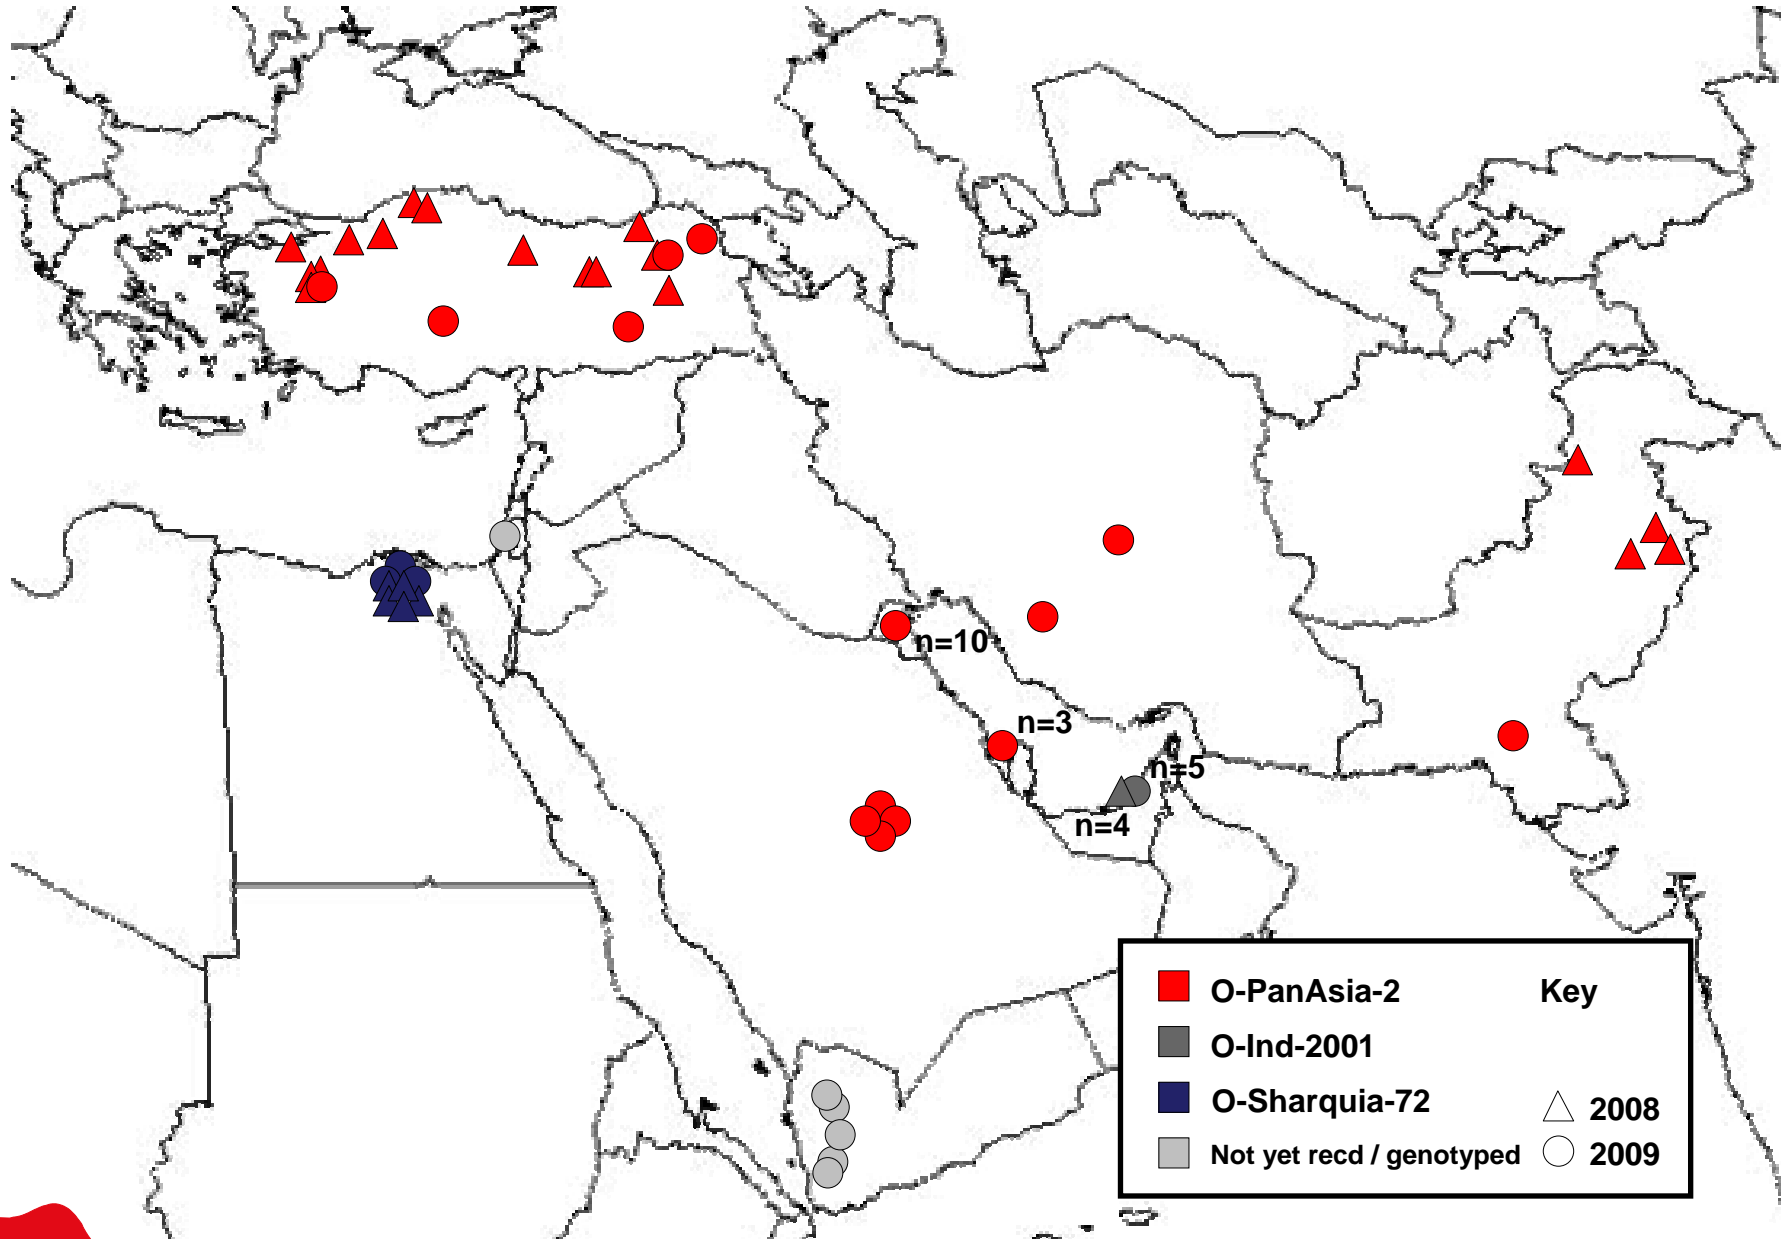 n=10
n=3
n=5
n=4
O-PanAsia-2 Key
O-Ind-2001
O-Sharquia-72
2008
Not yet recd / genotyped
2009